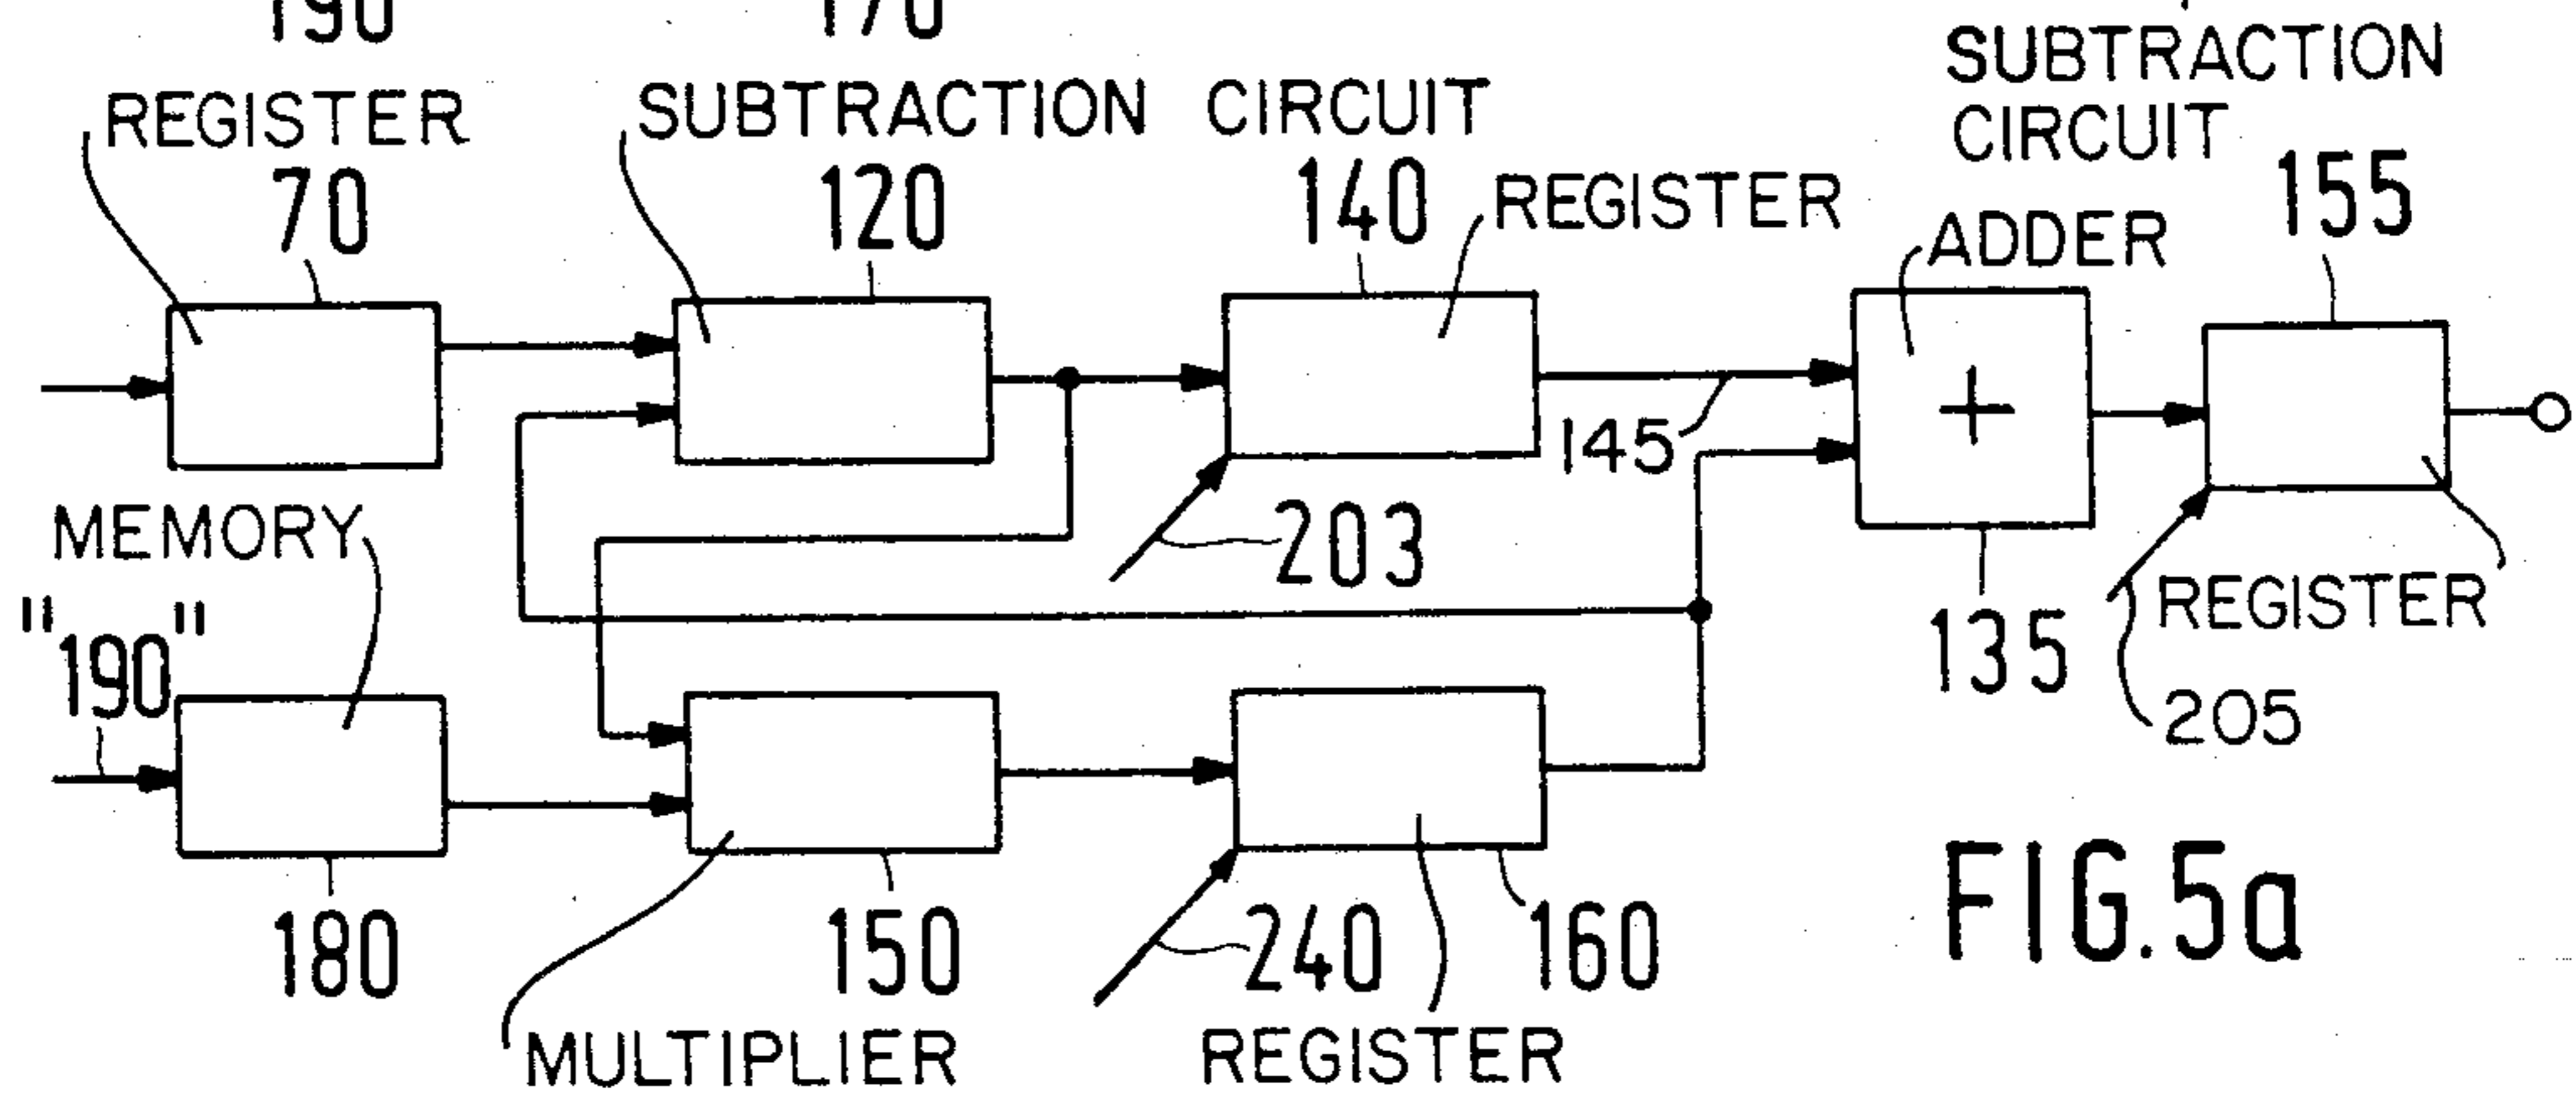 190
170
SUBTRACTION
CIRCUIT
REGISTER
SUBTRACTION CIRCUIT
70
120
140
REGISTER
155
ADDER
+
145
203
MEMORY
"190"
135
REGISTER
205
180
150
240
160
MULTIPLIER
REGISTER
FIG.5a